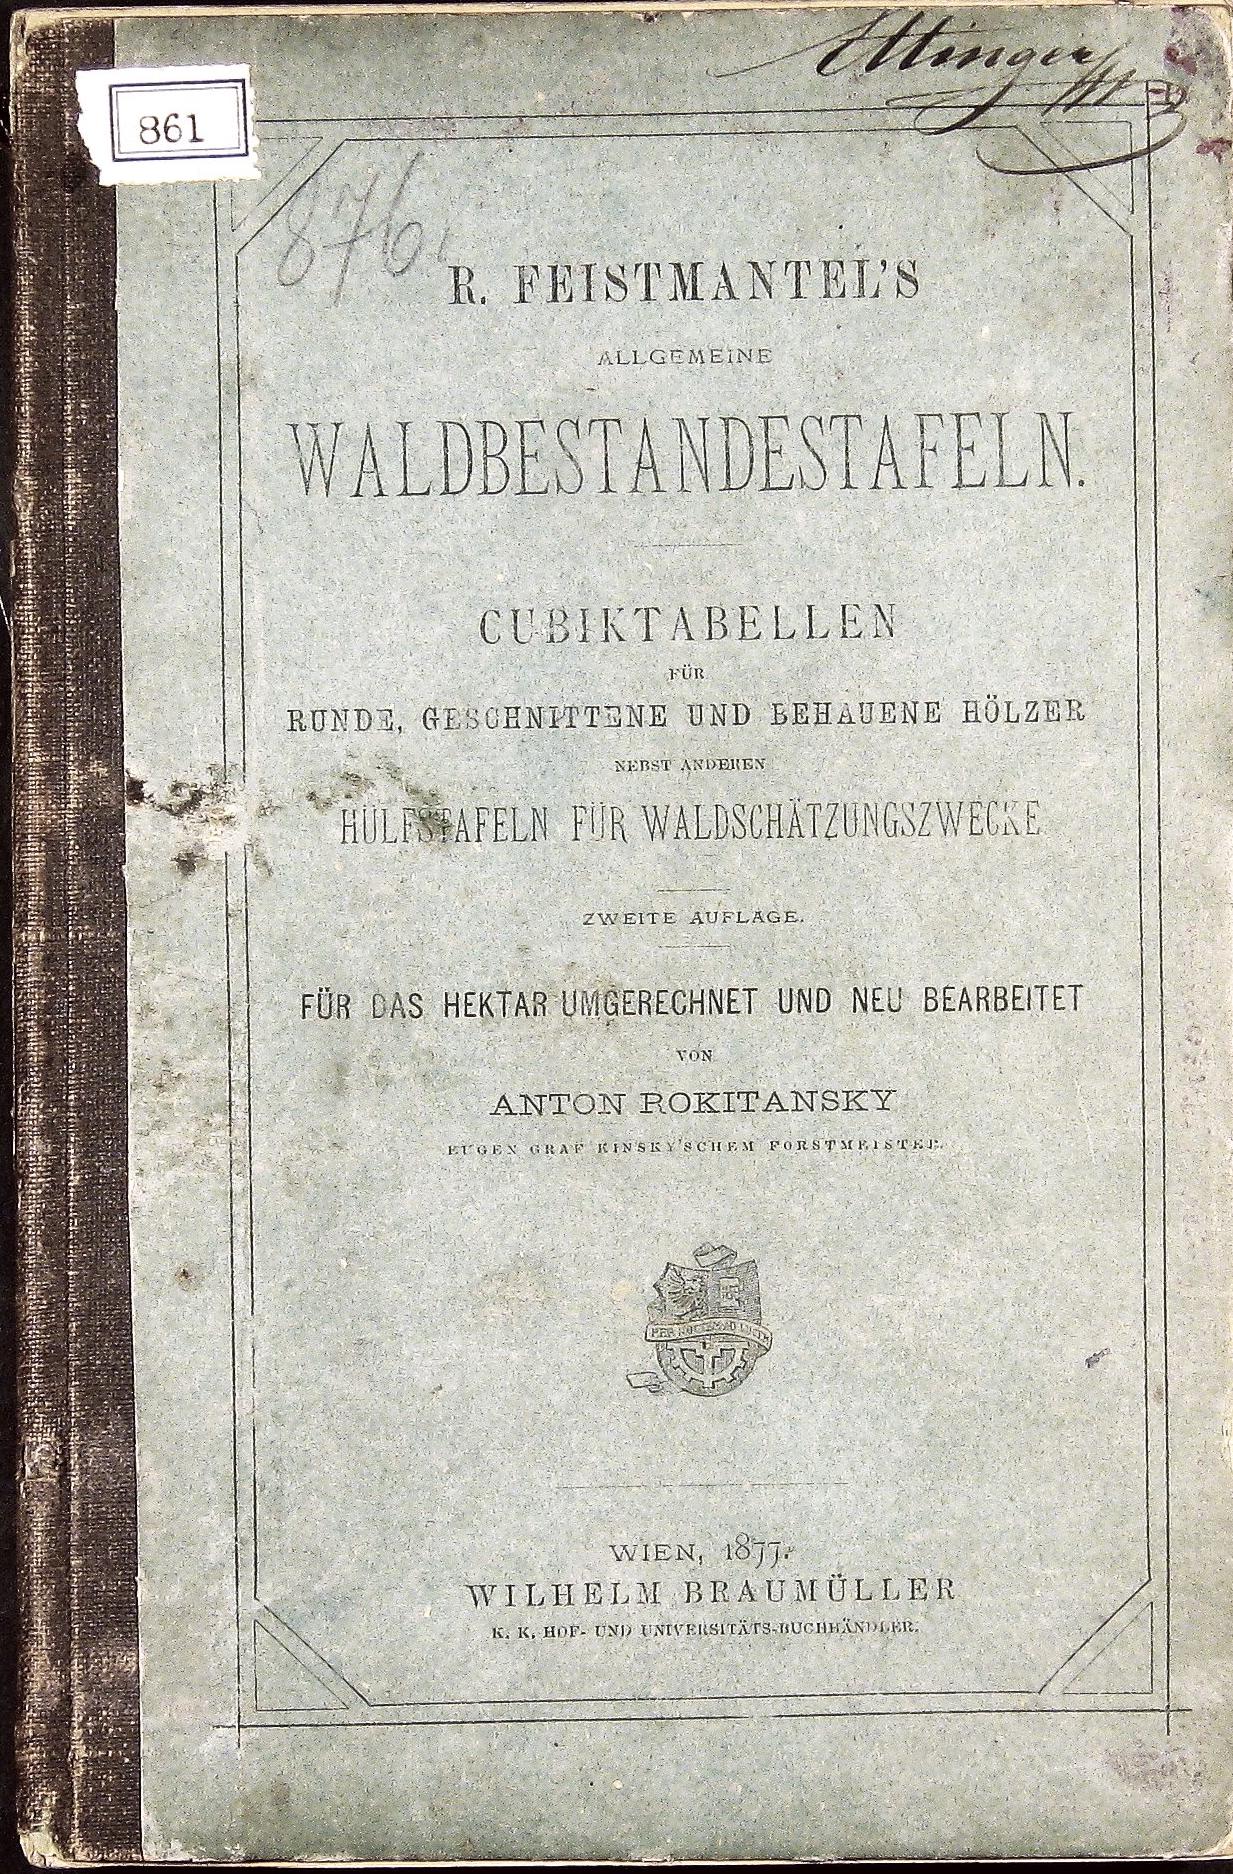 Ettinger
861
876
R. FEISTMANTEL'S
ALLGEMEINE
WALDBESTANDESTAFELN.
CUBIKTABELLEN
FÜR
RUNDE, GESCHNITTENE UND BEHAUENE HÖLZER
NEBST ANDEREN
HÜLFSTAFELN FÜR WALDSCHÄTZUNGSZWECKE
ZWEITE AUFLAGE.
FÜR DAS HEKTAR UMGERECHNET UND NEU BEARBEITET
VON
ANTON ROKITANSKY
EUGEN GRAF KINSKY'SCHEM FORSTMEISTER.
WIEN, 1877.
WILHELM BRAUMÜLLER
K. K. HOF- UND UNIVERSITÄTS-BUCHHÄNDLER.